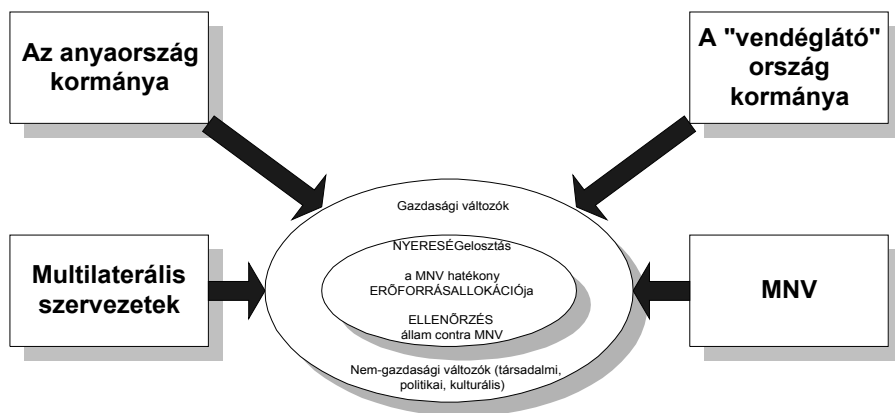 Az anyaország
kormánya
A "vendéglátó"
ország
kormánya
Gazdasági változók
NYERESÉGelosztás
a MNV hatékony
ERŐFORRÁSALLOKÁCIÓja
ELLENŐRZÉS
állam contra MNV
Nem-gazdasági változók (társadalmi,
politikai, kulturális)
Multilaterális
szervezetek
MNV